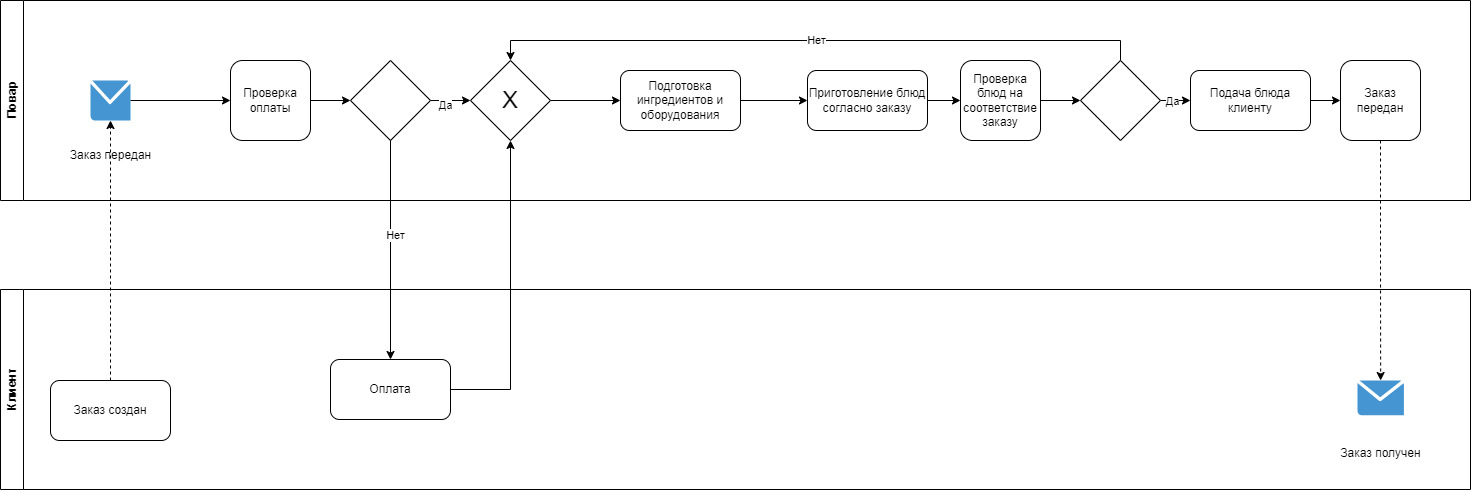 Повар
Нет
Проверка
оплаты
Да
X
Подготовка
ингредиентов и
оборудования
Приготовление блюд
согласно заказу
Проверка
блюд на
соответствие
заказу
Да
Подача блюда
клиенту
Заказ
передан
Заказ передан
Нет
Клиент
Заказ создан
Оплата
Заказ получен